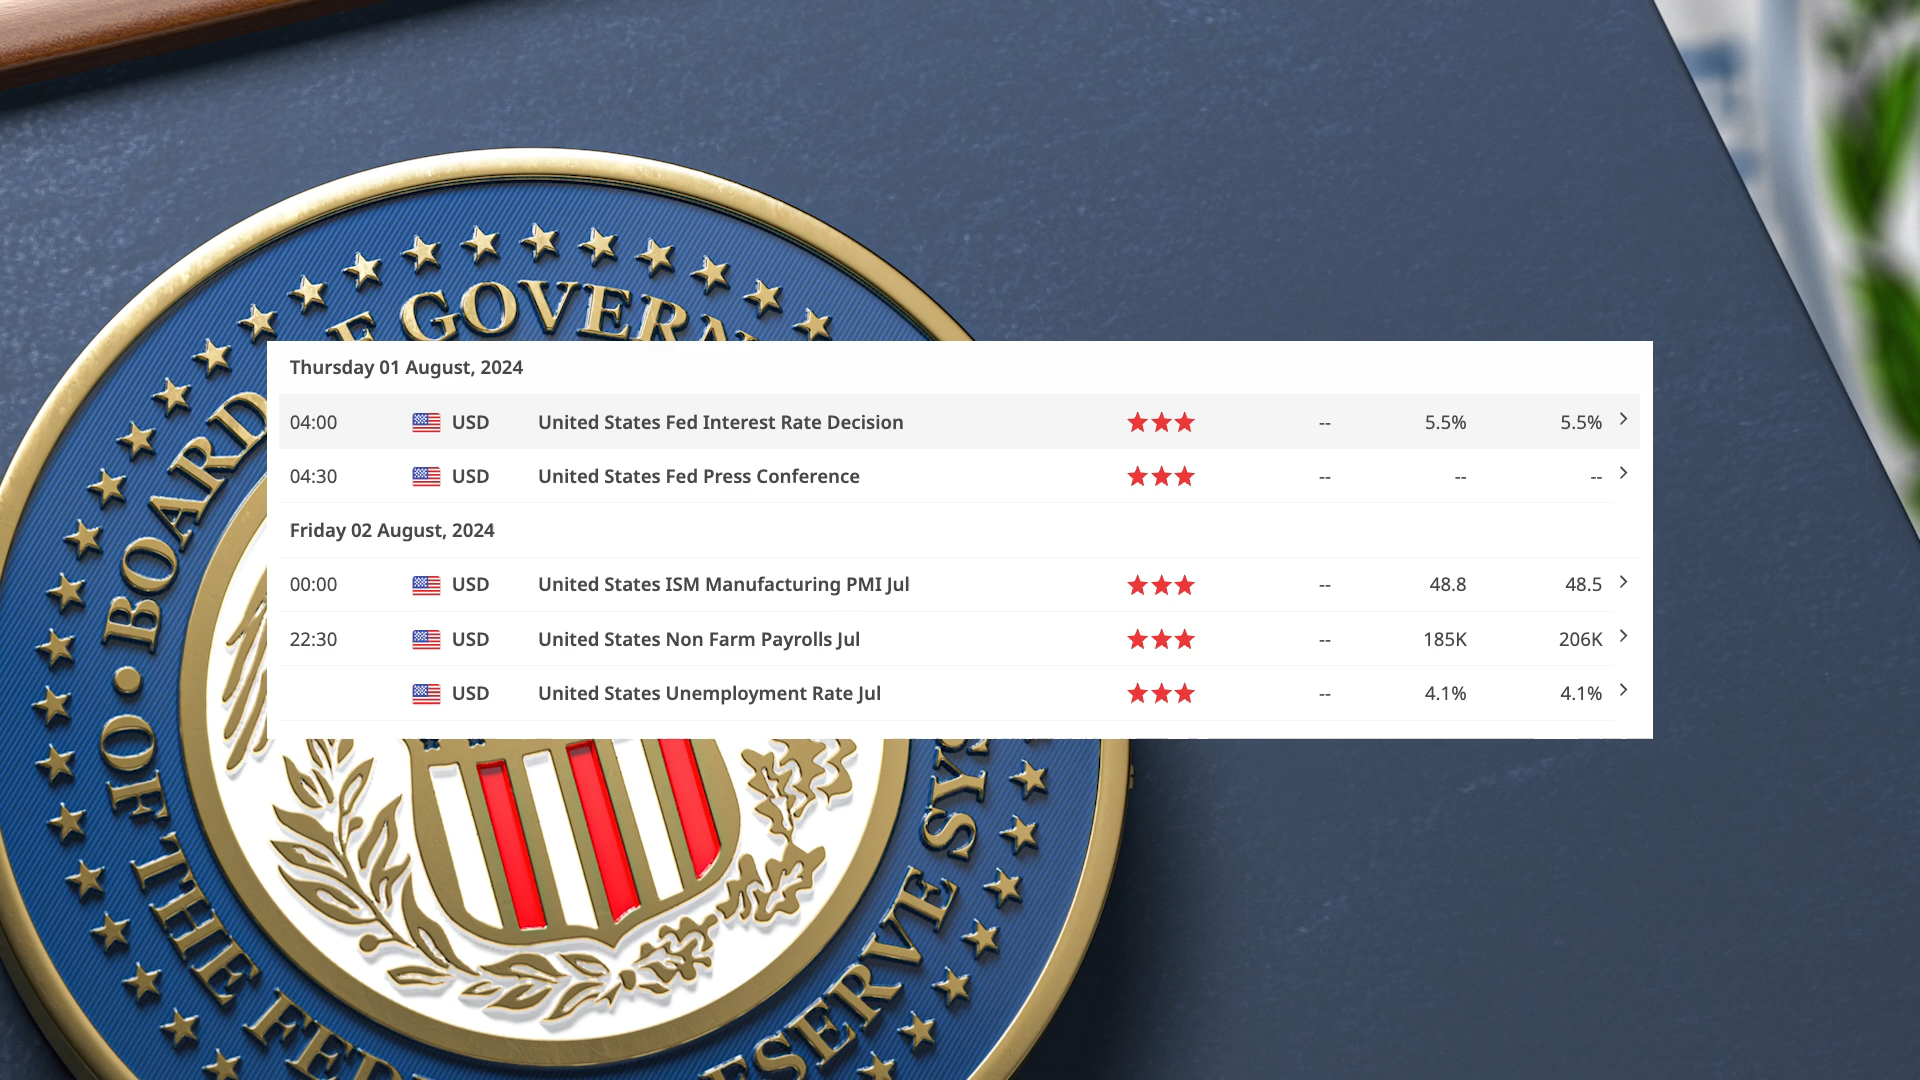 BOARD OF GOVERN
OF THE FEDERAL RESERVE SYS
Thursday 01 August, 2024
04:00 USD United States Fed Interest Rate Decision -- 5.5% 5.5%
04:30 USD United States Fed Press Conference -- -- --
Friday 02 August, 2024
00:00 USD United States ISM Manufacturing PMI Jul -- 48.8 48.5
22:30 USD United States Non Farm Payrolls Jul -- 185K 206K
USD United States Unemployment Rate Jul -- 4.1% 4.1%